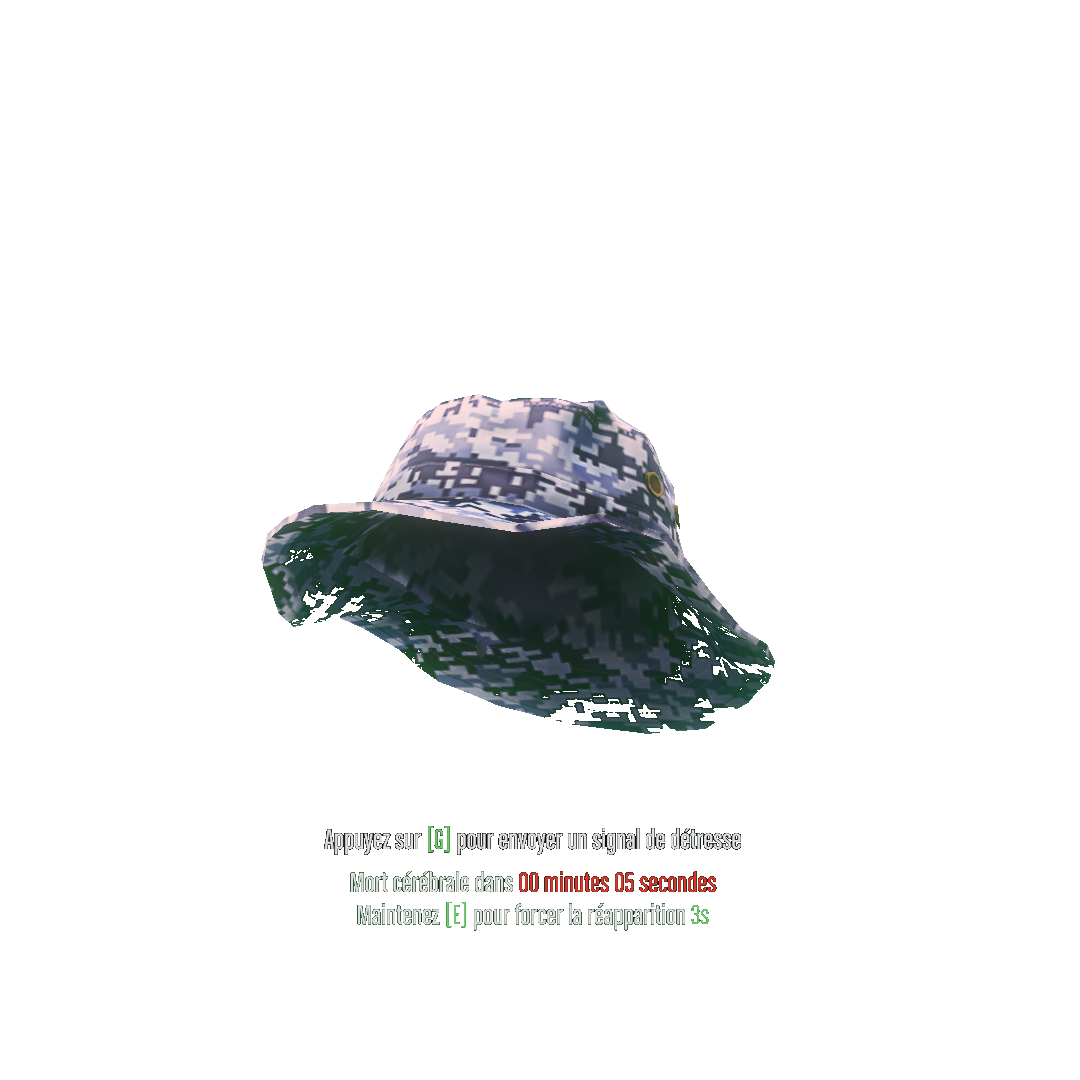 Appuyez sur [G] pour envoyer un signal de détresse
Mort cérébrale dans 00 minutes 05 secondes
Maintenez [E] pour forcer la réapparition 3s